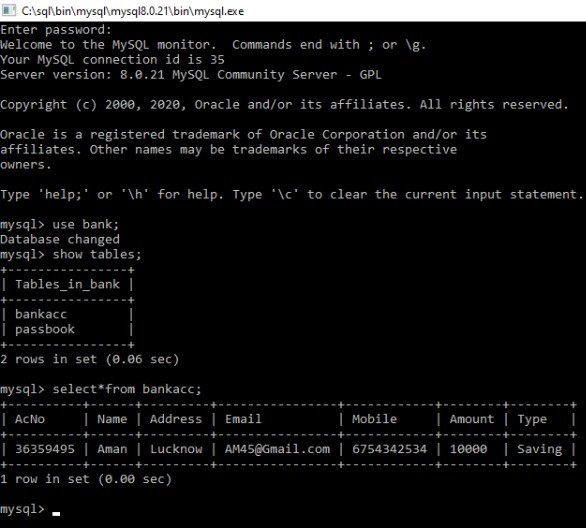 C:\sql\bin\mysql\mysql8.0.21\bin\mysql.exe
Enter password:
Welcome to the MySQL monitor.  Commands end with ; or \g.
Your MySQL connection id is 35
Server version: 8.0.21 MySQL Community Server - GPL
Copyright (c) 2000, 2020, Oracle and/or its affiliates. All rights reserved.
Oracle is a registered trademark of Oracle Corporation and/or its
affiliates. Other names may be trademarks of their respective
owners.
Type 'help;' or '\h' for help. Type '\c' to clear the current input statement.
mysql> use bank;
Database changed
mysql> show tables;
+----------------+
| Tables_in_bank |
+----------------+
| bankacc        |
| passbook       |
+----------------+
2 rows in set (0.06 sec)
mysql> select*from bankacc;
+----------+------+---------+----------------+------------+--------+--------+
| AcNo     | Name | Address | Email          | Mobile     | Amount | Type   |
+----------+------+---------+----------------+------------+--------+--------+
| 36359495 | Aman | Lucknow | AM45@Gmail.com | 6754342534 | 10000  | Saving |
+----------+------+---------+----------------+------------+--------+--------+
1 row in set (0.00 sec)
mysql> _